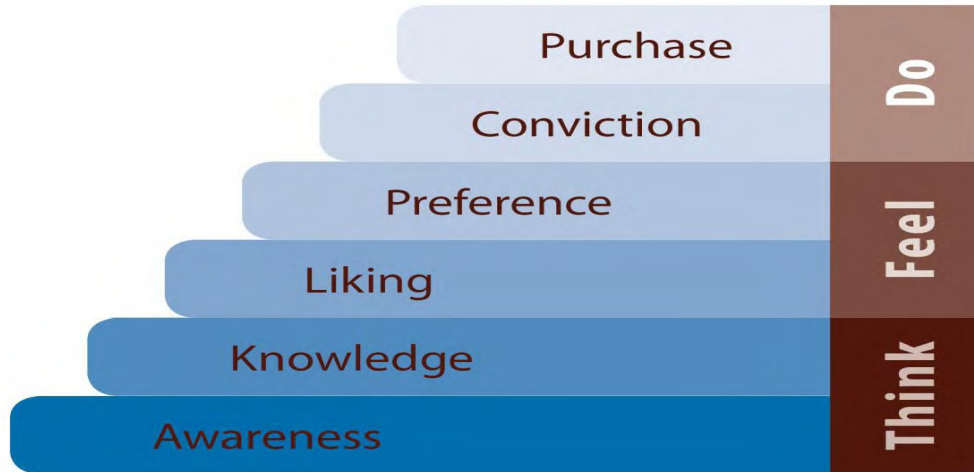 Purchase
Conviction
Preference
Liking
Knowledge
Awareness
Do
Feel
Think